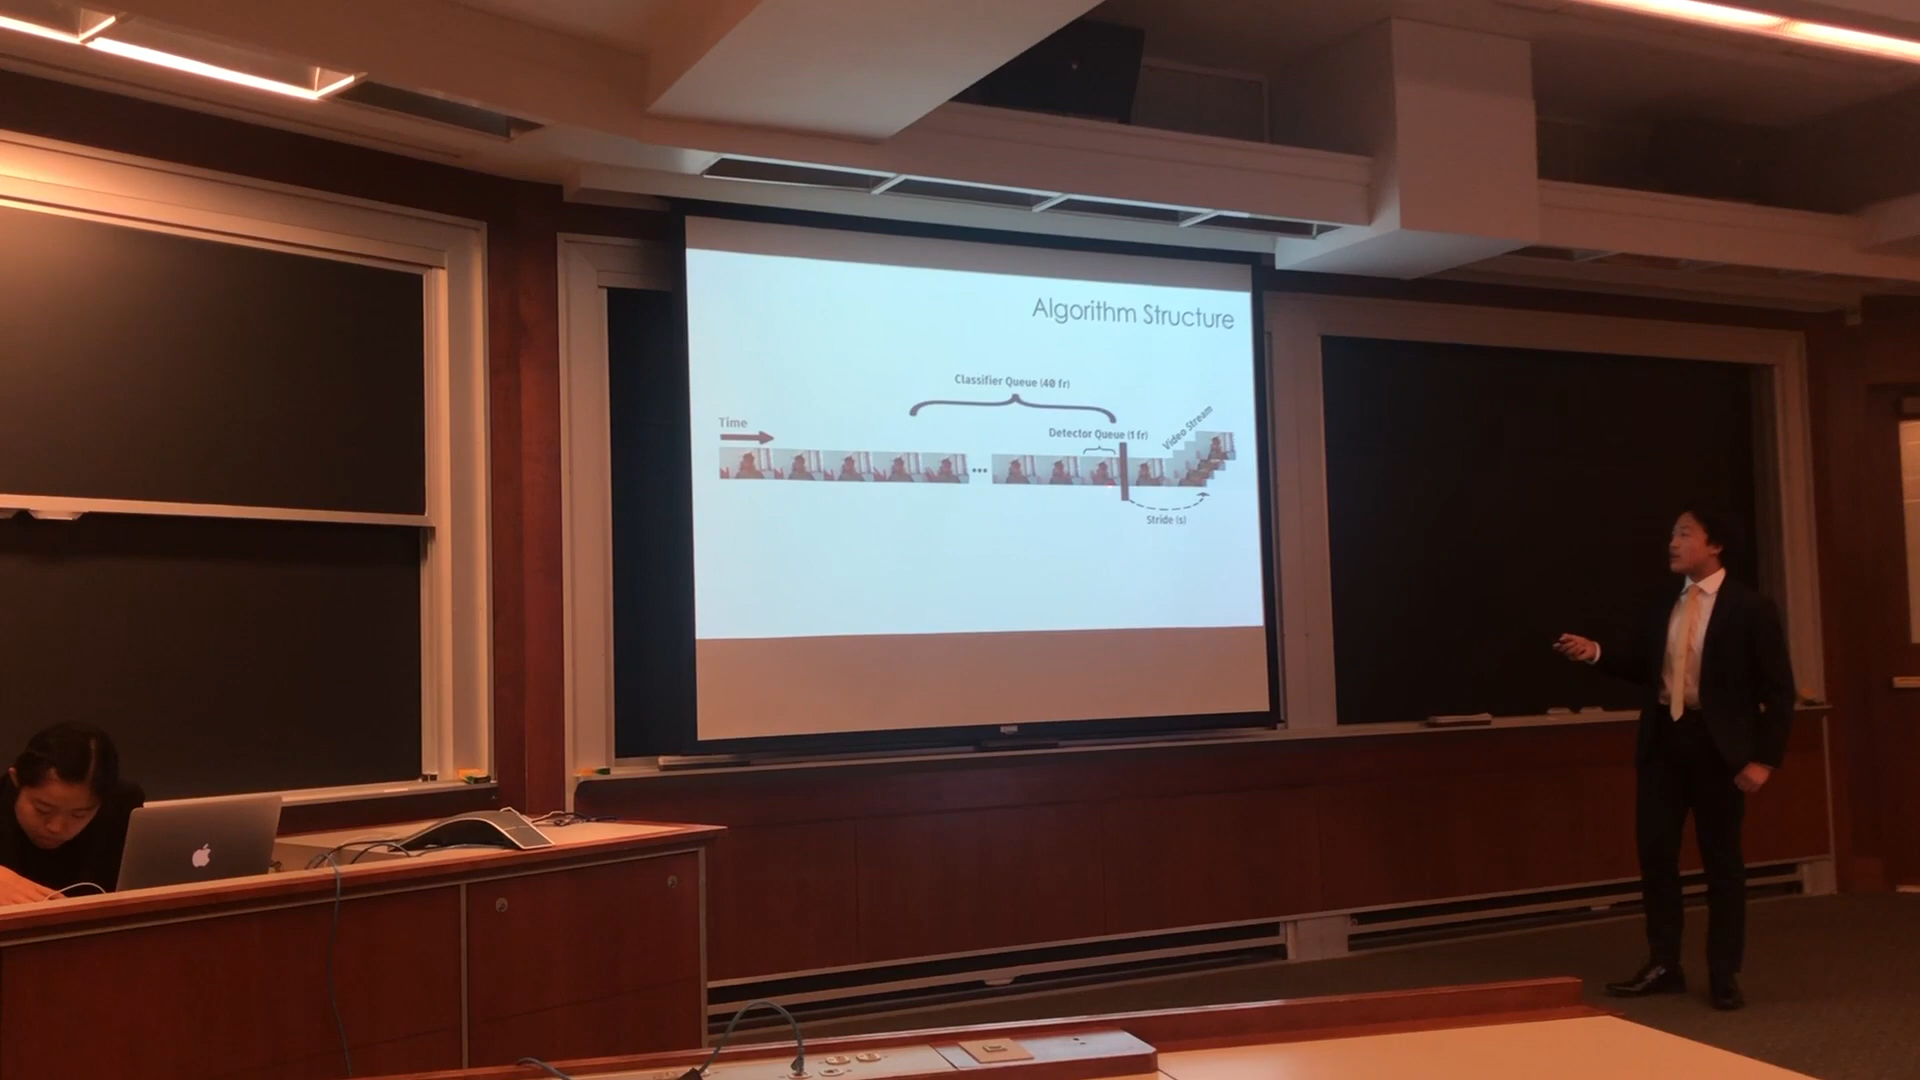 Algorithm Structure
Classifier Queue (40 fr)
Time
Detector Queue (1 fr)
Video Stream
Stride (s)